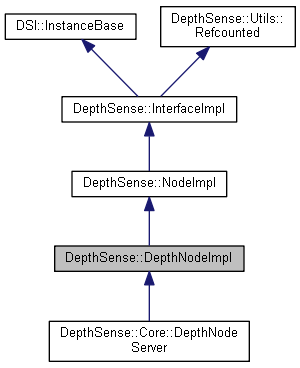 DSI::InstanceBase
DepthSense::Utils::
Refcounted
DepthSense::InterfaceImpl
DepthSense::NodeImpl
DepthSense::DepthNodeImpl
DepthSense::Core::DepthNode
Server